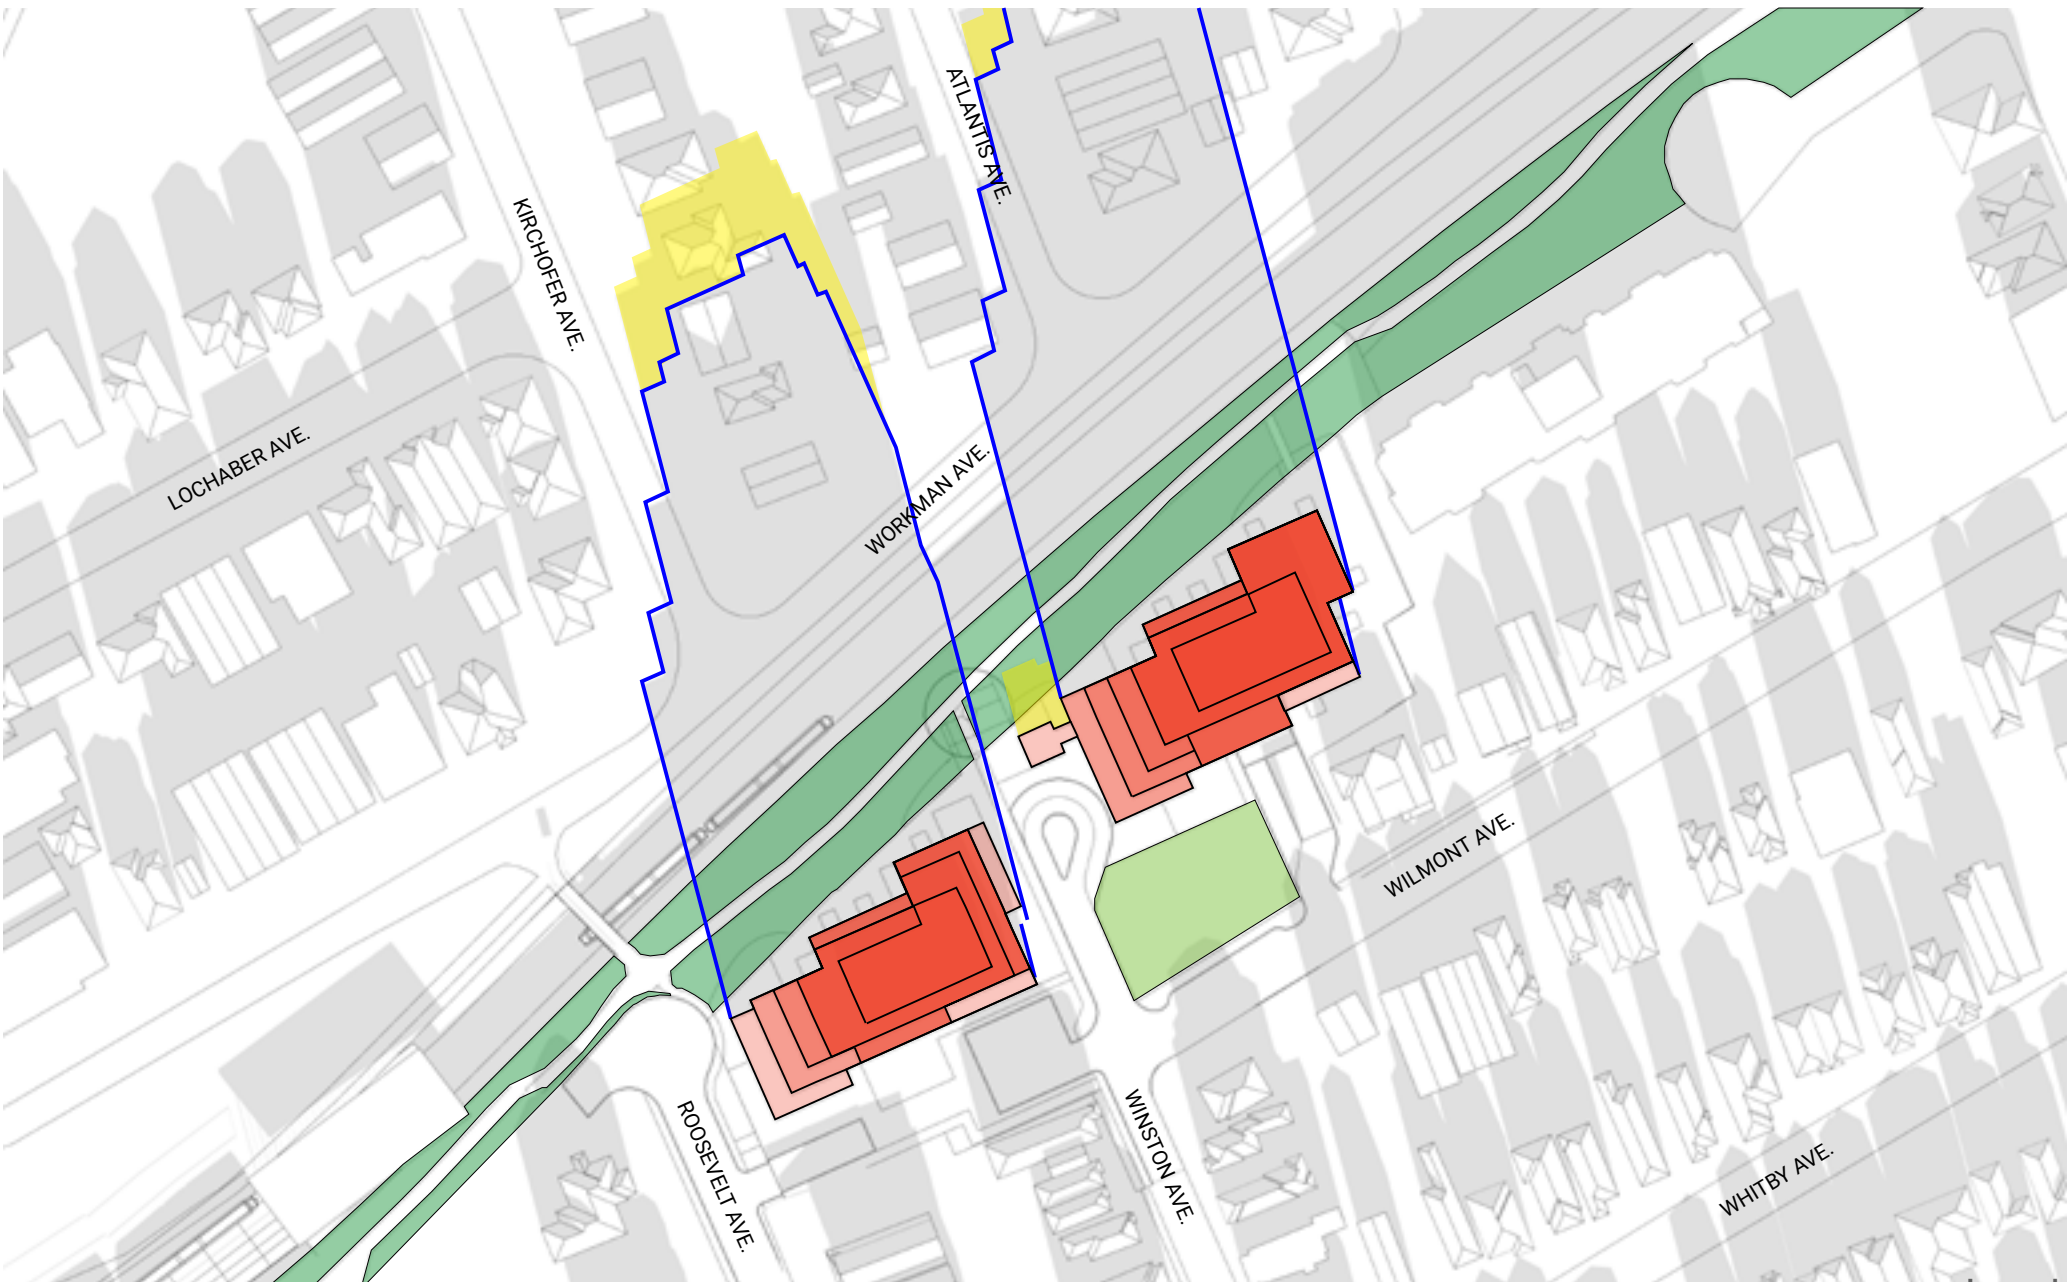 ATLANTIS AVE.
KIRCHOFER AVE.
LOCHABER AVE.
WORKMAN AVE.
WILMONT AVE.
ROOSEVELT AVE.
WINSTON AVE.
WHITBY AVE.